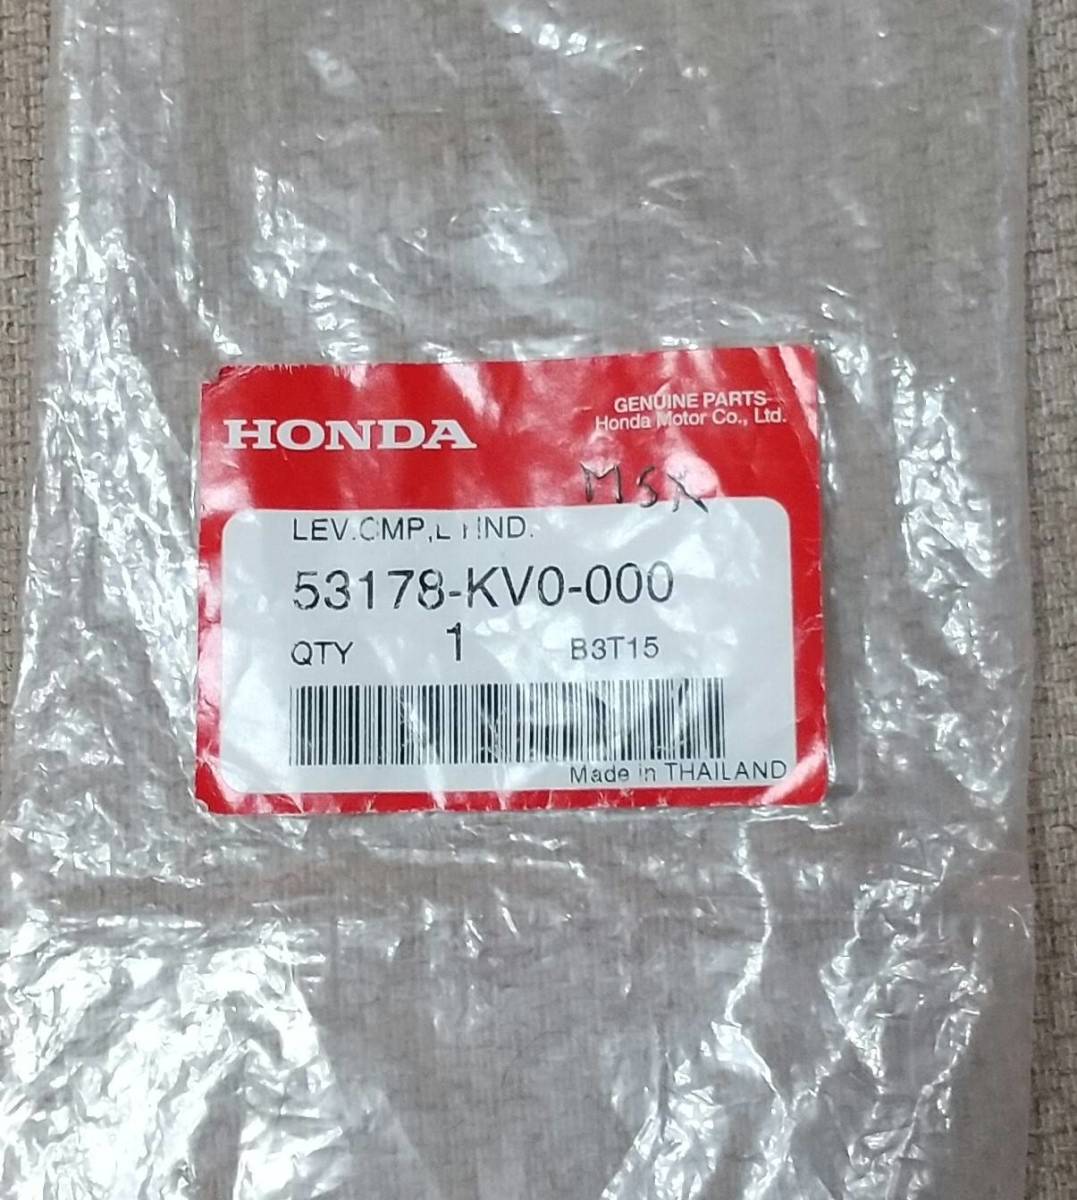 HONDA
GENUINE PARTS
Honda Motor Co., Ltd.
MSX
LEV.CMP,L HND.
53178-KV0-000
QTY 1 B3T15
Made in THAILAND